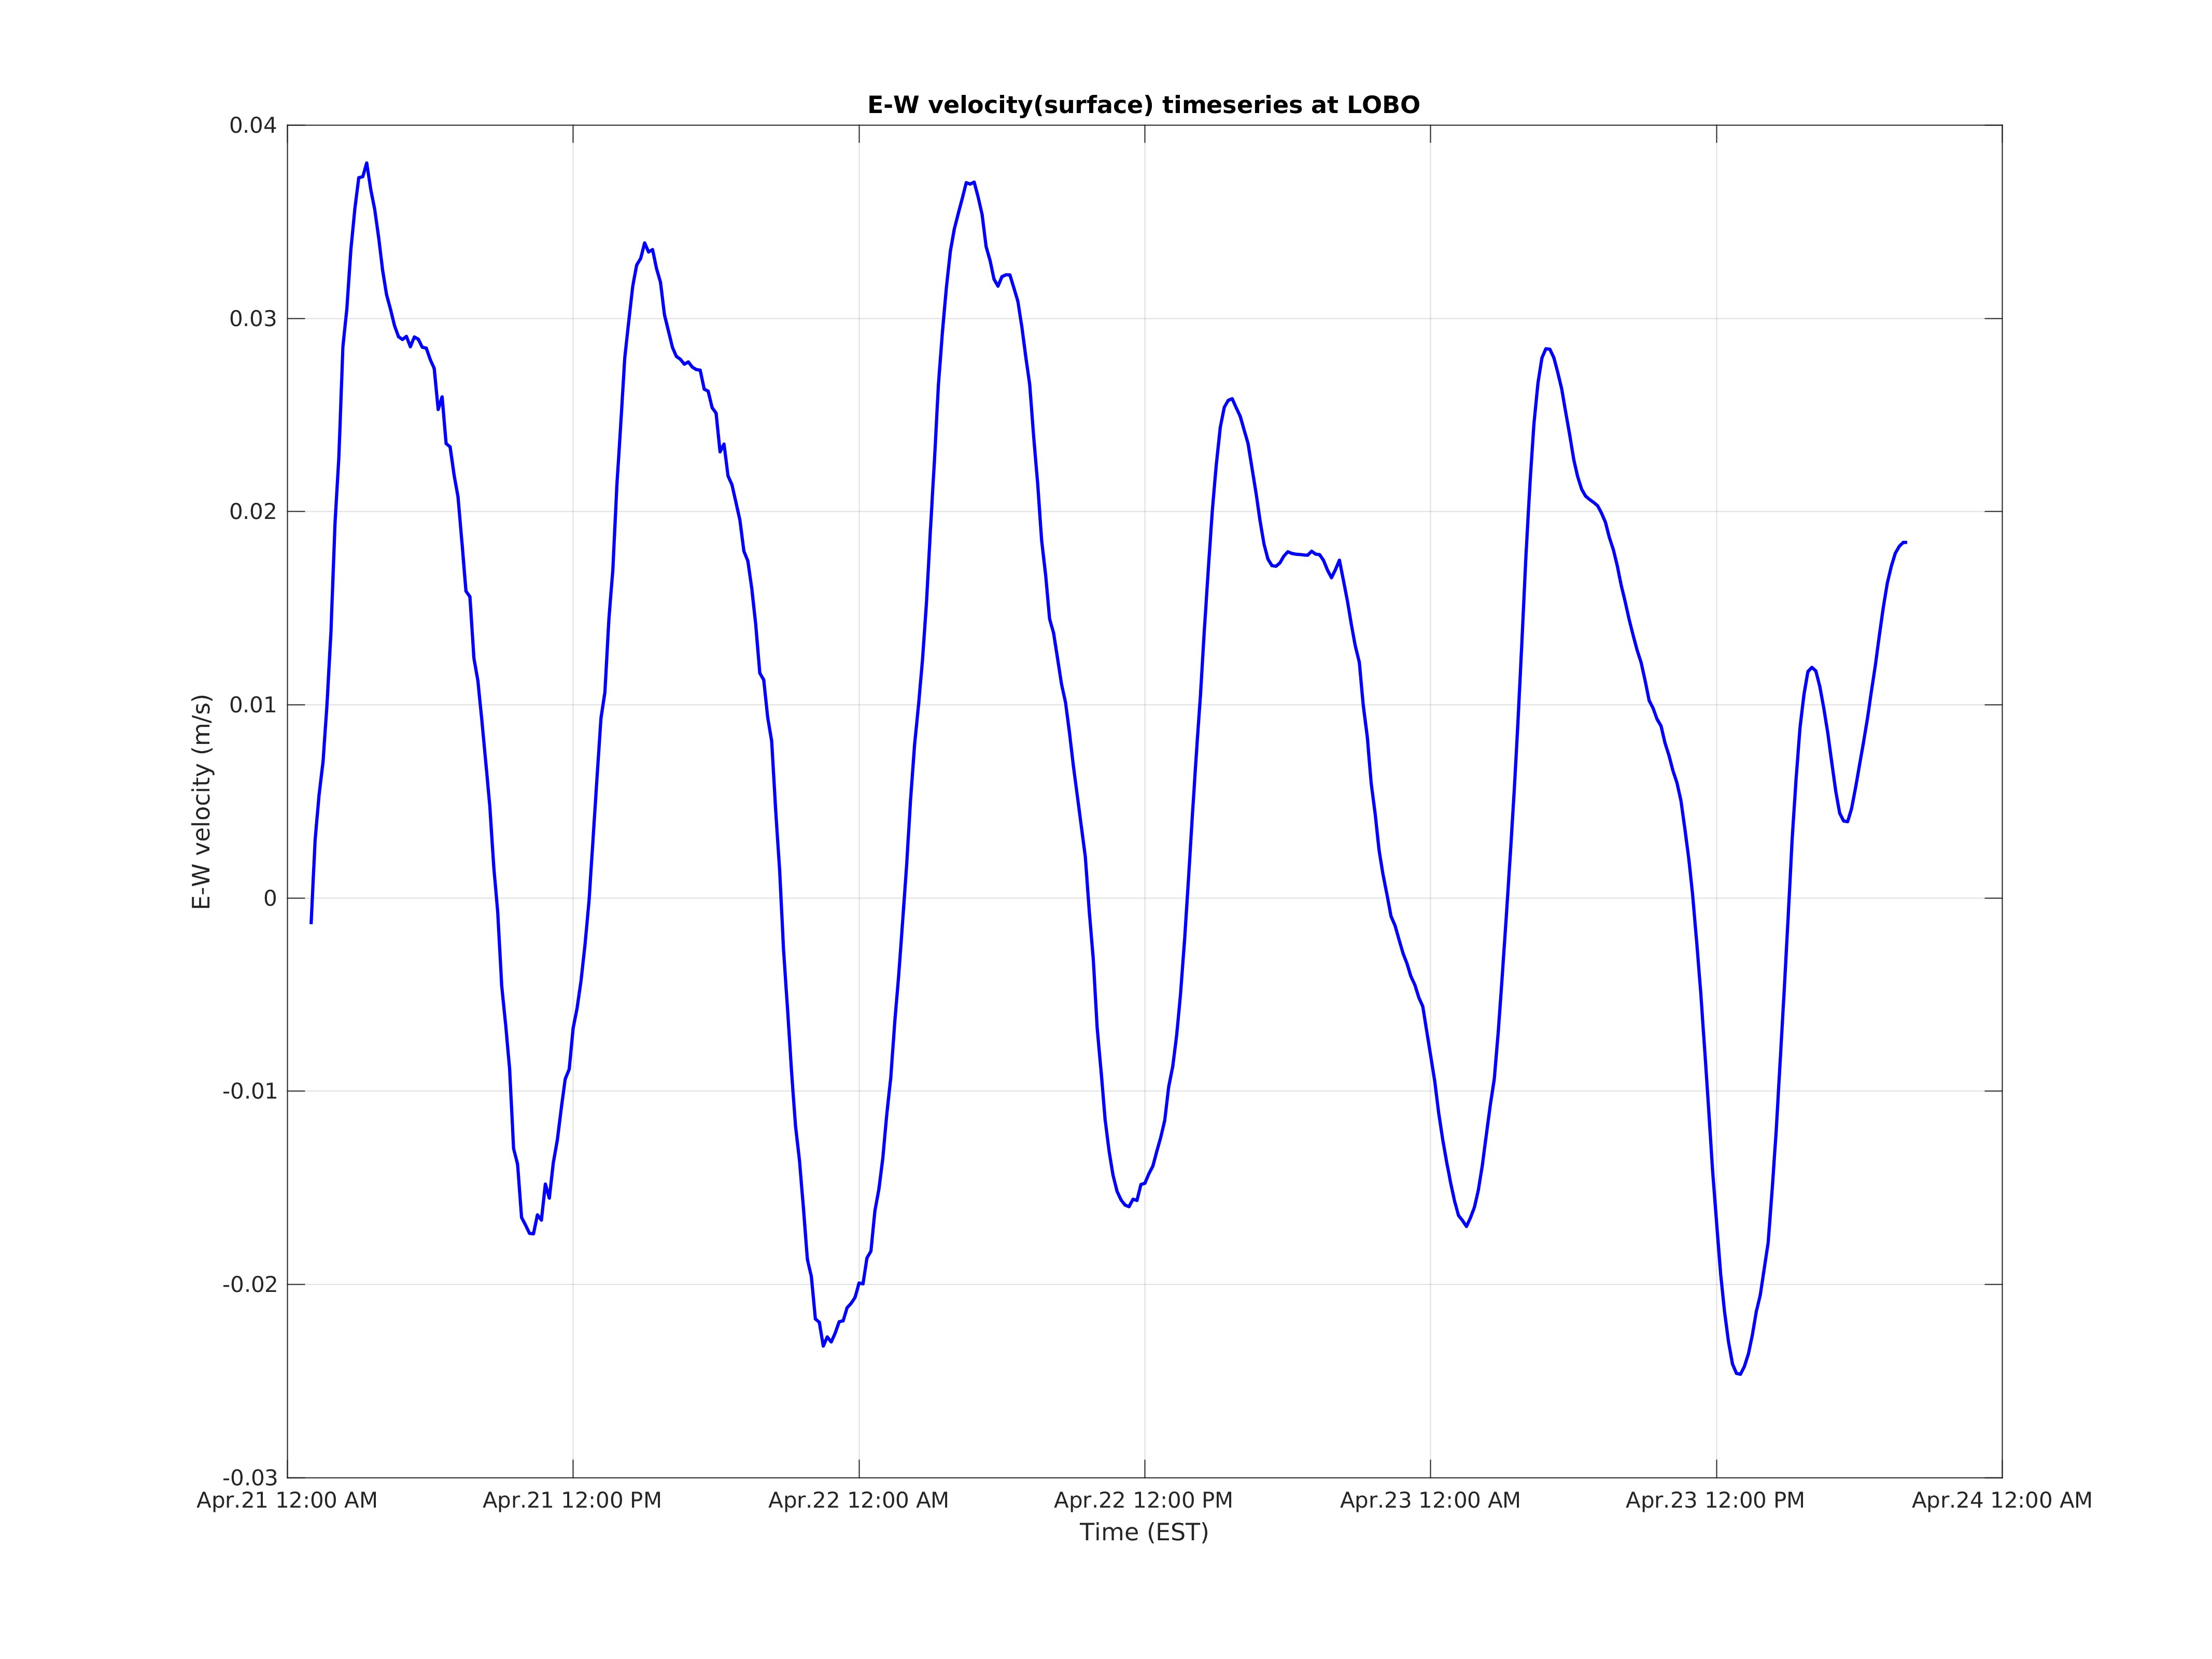 E-W velocity(surface) timeseries at LOBO
0.04
0.03
0.02
0.01
0
-0.01
-0.02
-0.03
E-W velocity (m/s)
Apr.21 12:00 AM
Apr.21 12:00 PM
Apr.22 12:00 AM
Apr.22 12:00 PM
Apr.23 12:00 AM
Apr.23 12:00 PM
Apr.24 12:00 AM
Time (EST)